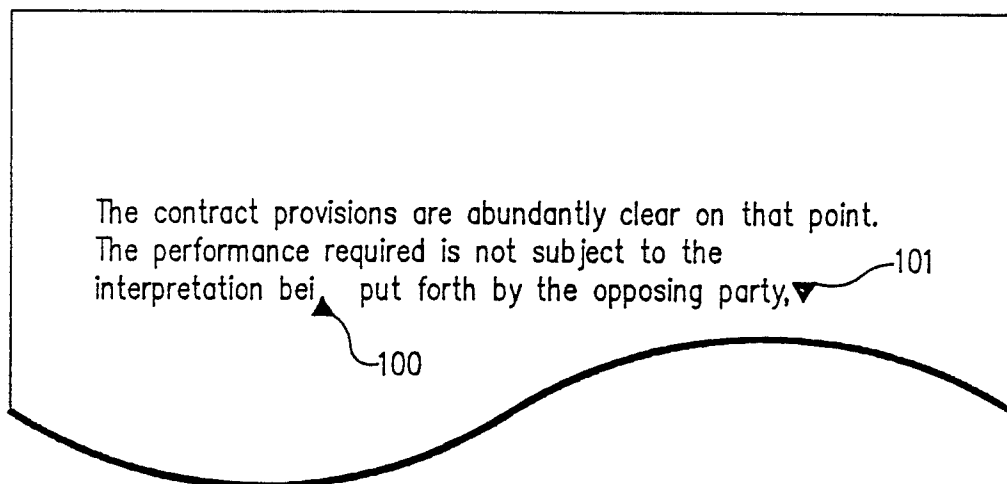 The contract provisions are abundantly clear on that point.
The performance required is not subject to the
interpretation bei put forth by the opposing party,
101
100